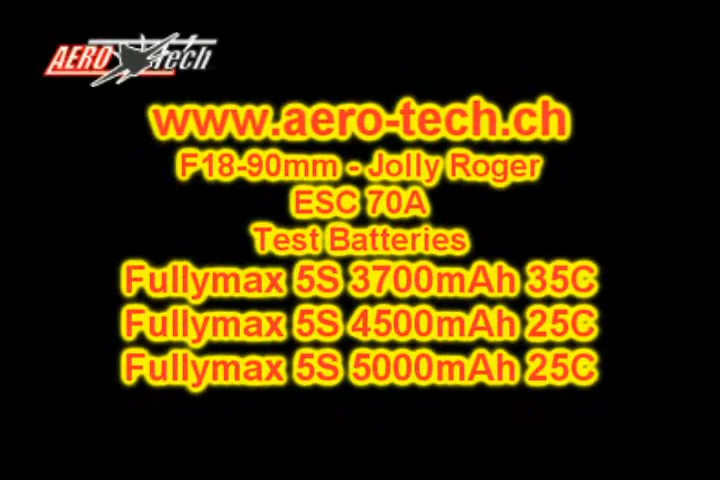 AERO tech
www.aero-tech.ch
F18-90mm - Jolly Roger
ESC 70A
Test Batteries
Fullymax 5S 3700mAh 35C
Fullymax 5S 4500mAh 25C
Fullymax 5S 5000mAh 25C